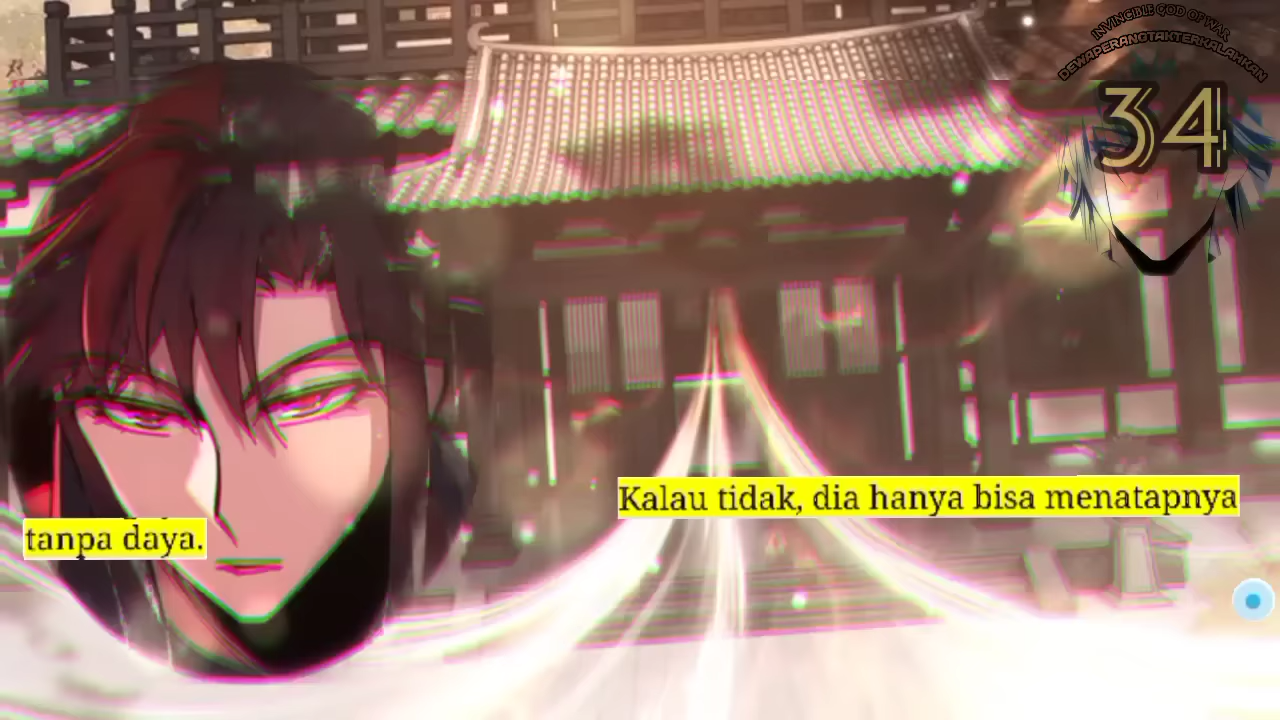 INVINCIBLE GOD OF WAR
DEWAPERANGTAKTERKALAHKAN
34
Kalau tidak, dia hanya bisa menatapnya
tanpa daya.